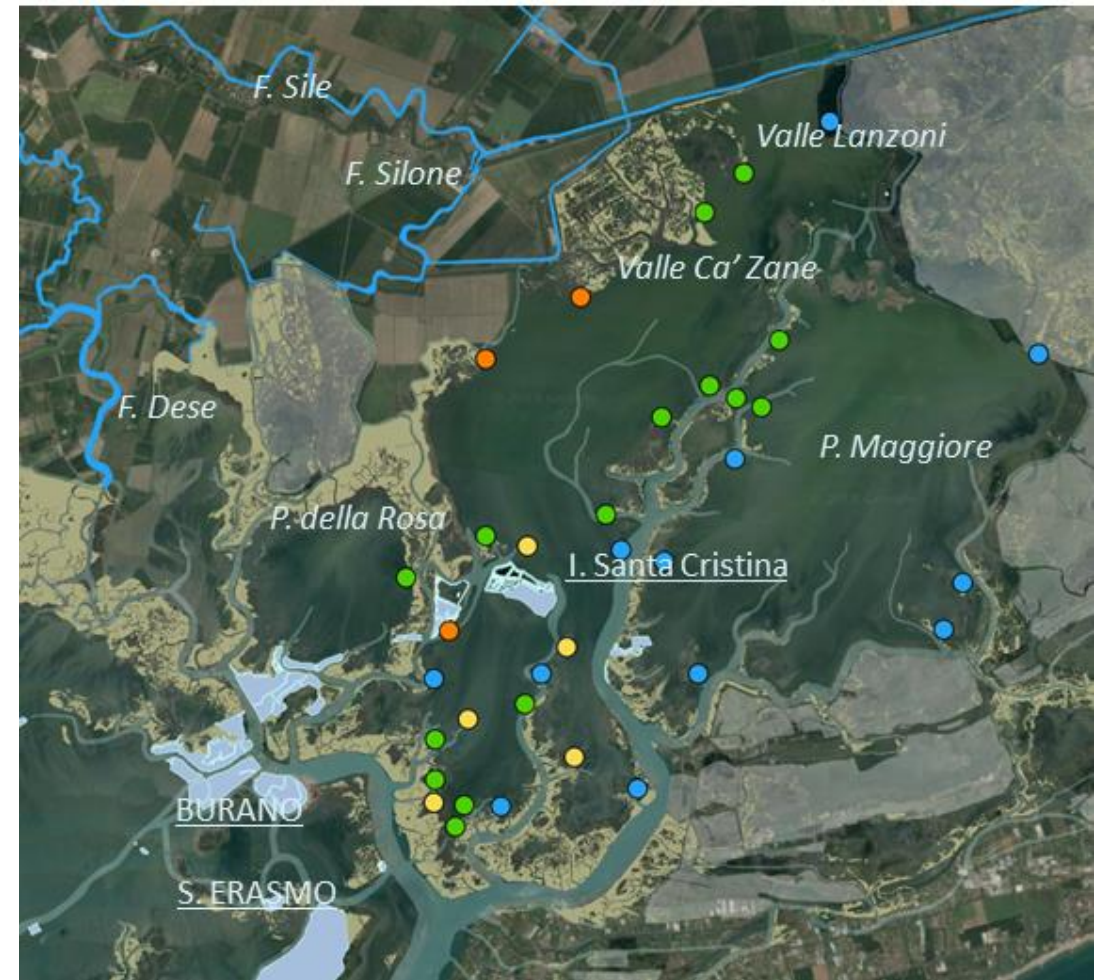 F. Sile
Valle Lanzoni
F. Silone
Valle Ca' Zane
F. Dese
P. Maggiore
P. della Rosa
I. Santa Cristina
BURANO
S. ERASMO